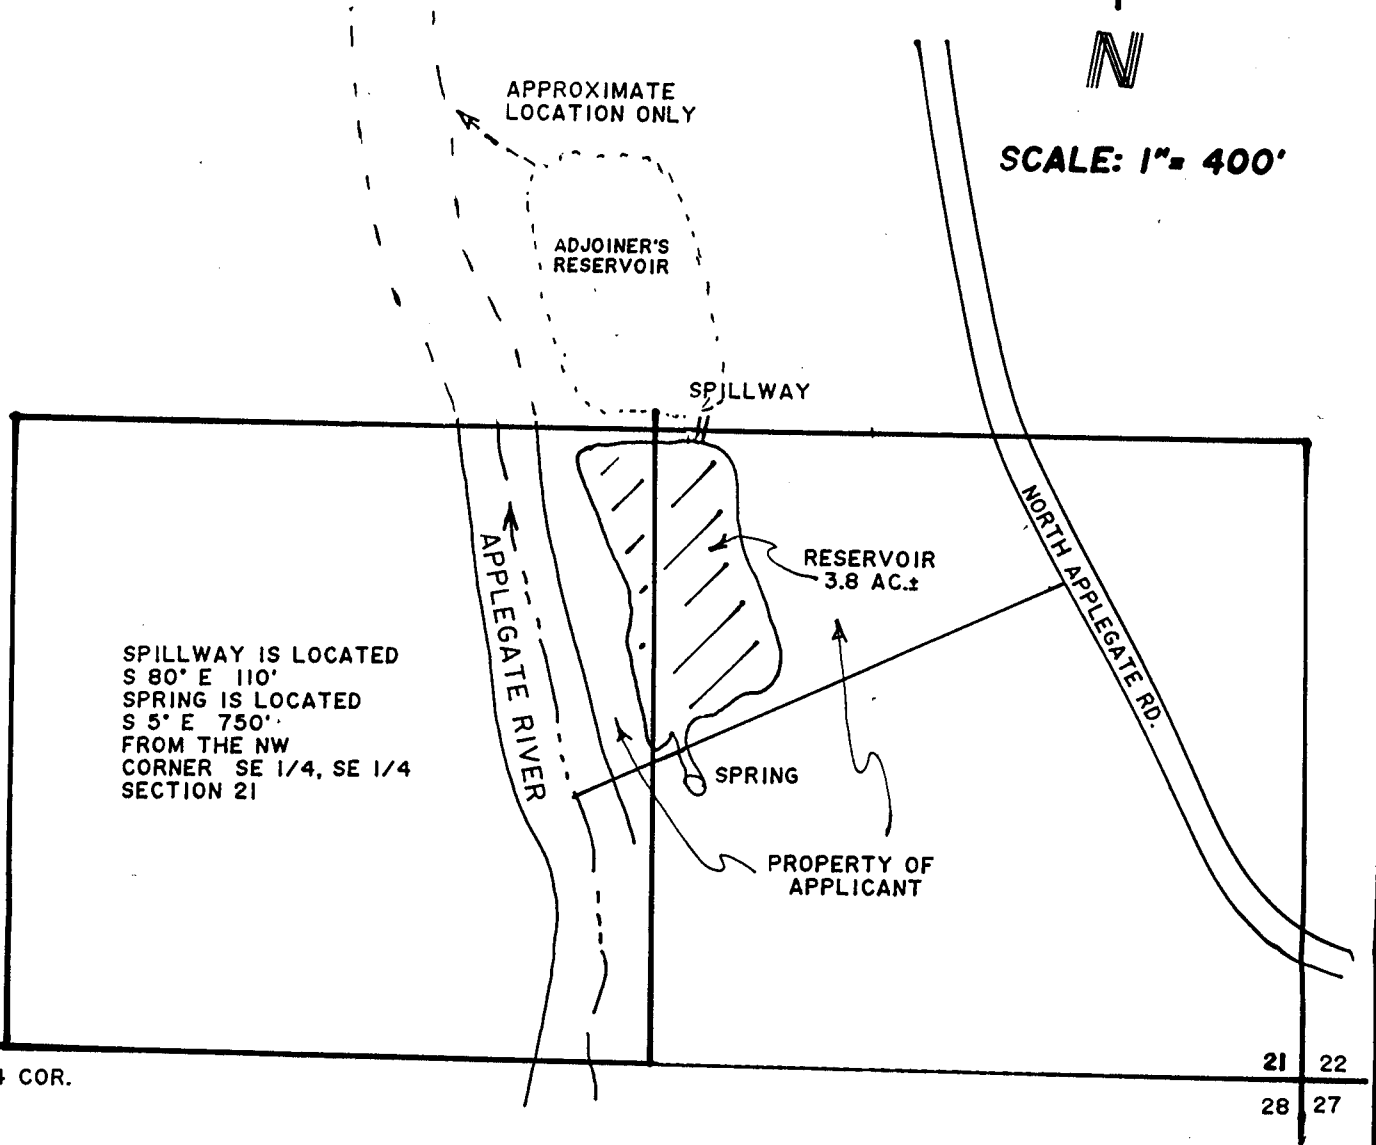 N
SCALE: 1"= 400'
APPROXIMATE
LOCATION ONLY
ADJOINER'S
RESERVOIR
SPILLWAY
RESERVOIR
3.8 AC.±
NORTH APPLEGATE RD.
APPLEGATE RIVER
SPILLWAY IS LOCATED
S 80° E 110'
SPRING IS LOCATED
S 5° E 750'
FROM THE NW
CORNER SE 1/4, SE 1/4
SECTION 21
SPRING
PROPERTY OF
APPLICANT
COR.
21 22
28 27